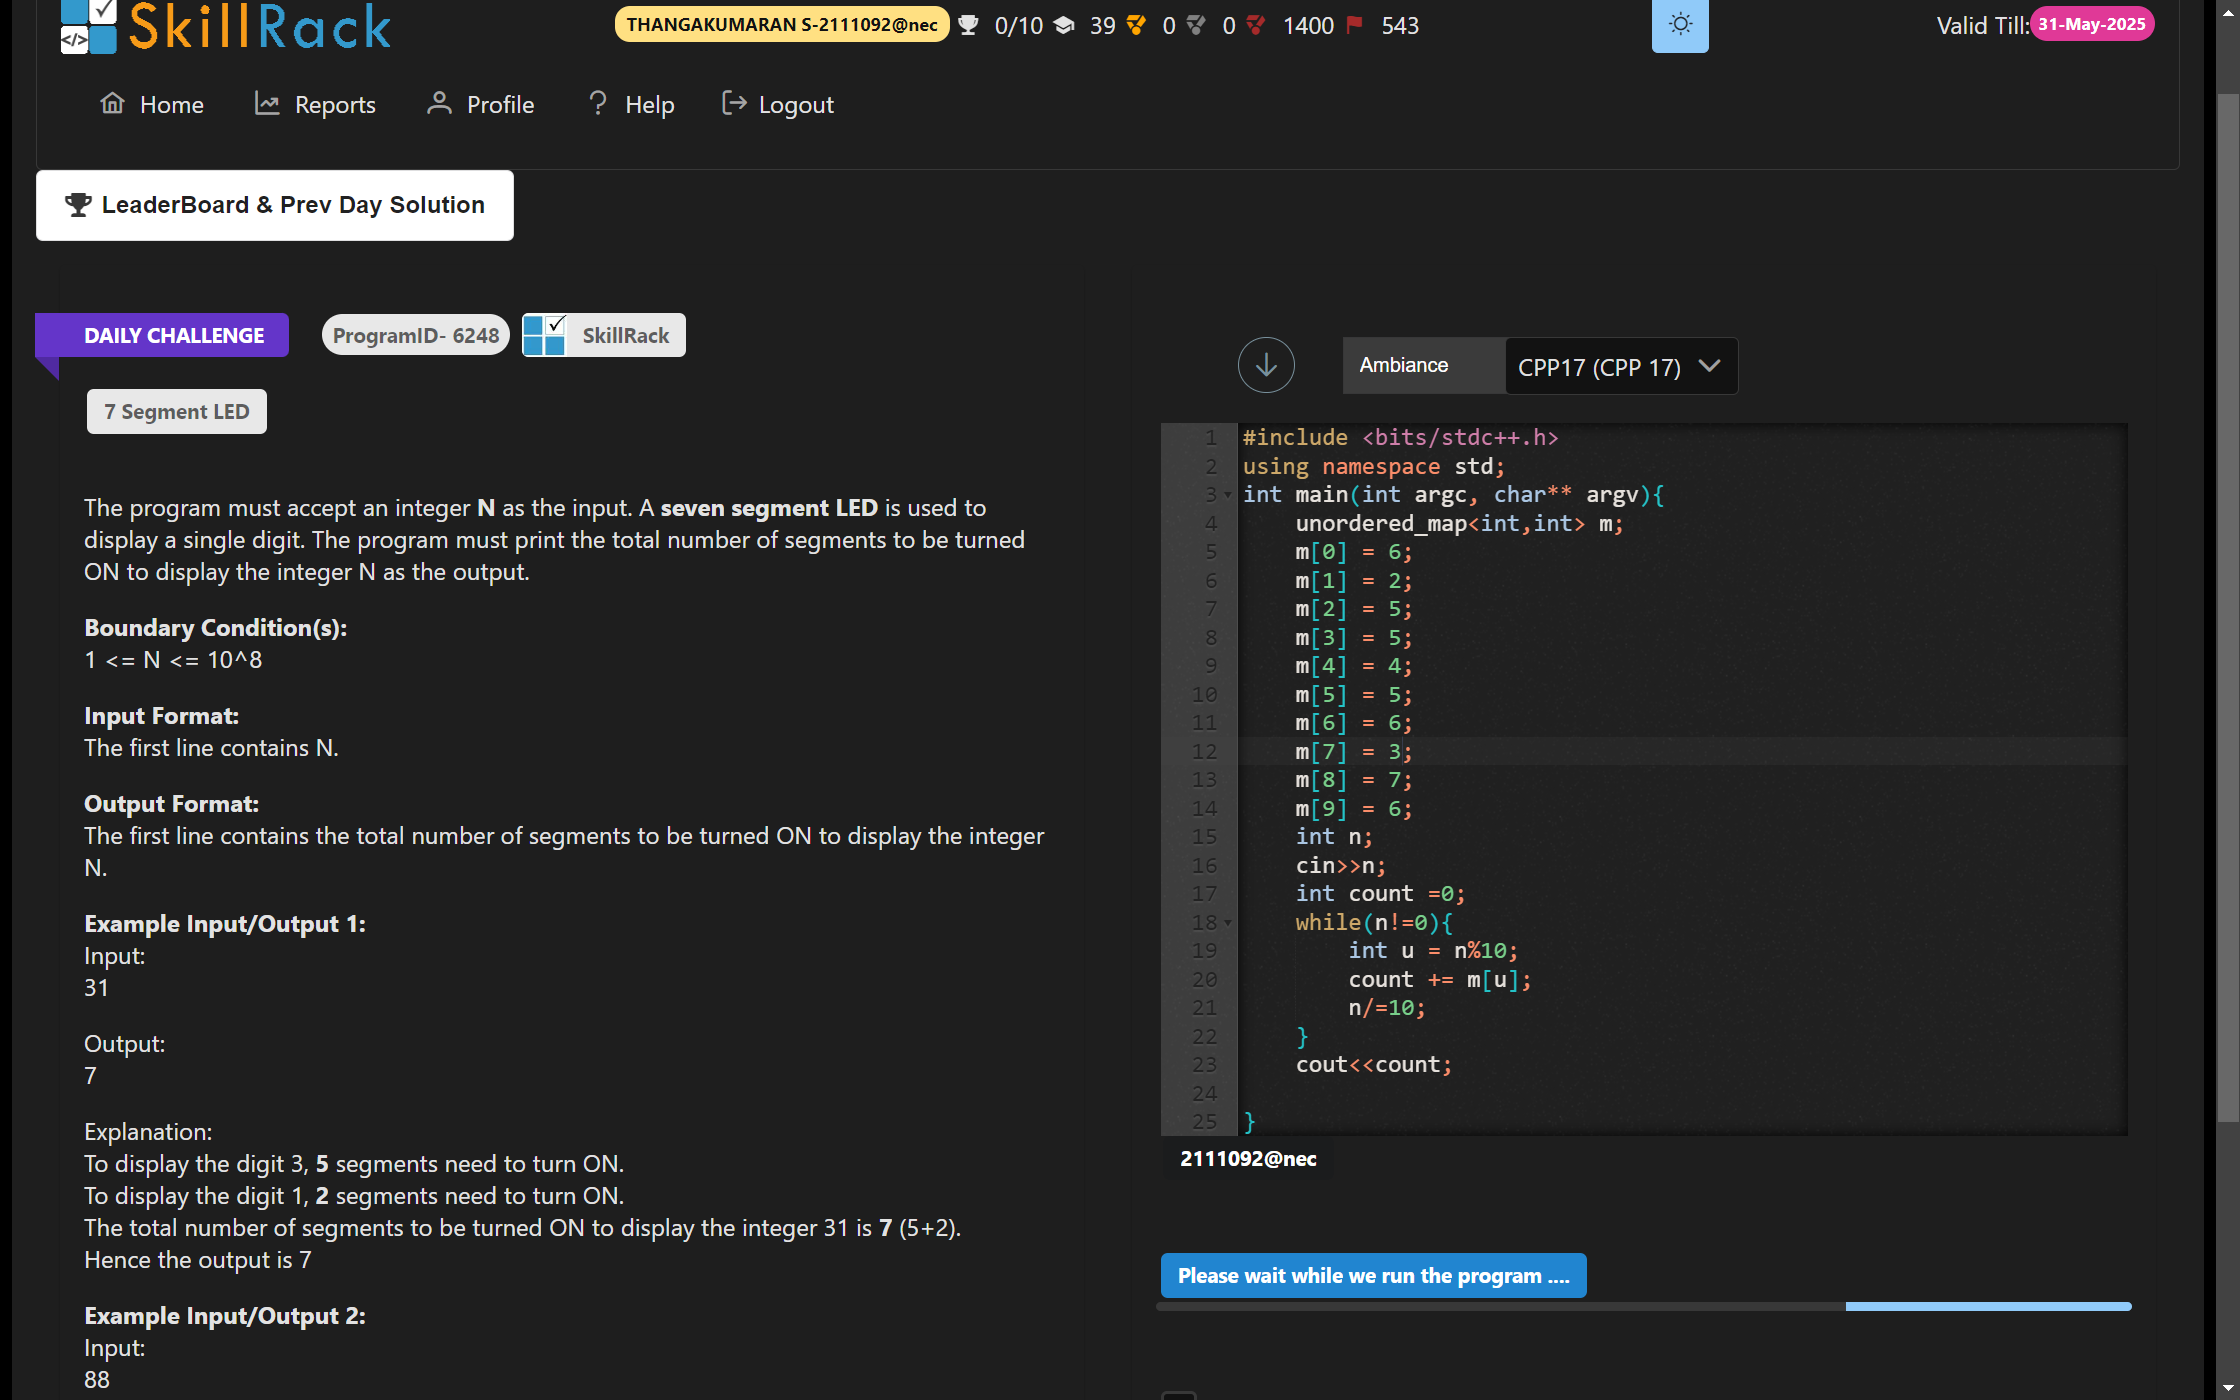 SkillRack
THANGAKUMARAN S-2111092@nec 0/10 39 0 0 1400 543
Valid Till: 31-May-2025
Home Reports Profile Help Logout
LeaderBoard & Prev Day Solution
DAILY CHALLENGE ProgramID- 6248 SkillRack
7 Segment LED
The program must accept an integer N as the input. A seven segment LED is used to
display a single digit. The program must print the total number of segments to be turned
ON to display the integer N as the output.
Boundary Condition(s):
1 <= N <= 10^8
Input Format:
The first line contains N.
Output Format:
The first line contains the total number of segments to be turned ON to display the integer
N.
Example Input/Output 1:
Input:
31
Output:
7
Explanation:
To display the digit 3, 5 segments need to turn ON.
To display the digit 1, 2 segments need to turn ON.
The total number of segments to be turned ON to display the integer 31 is 7 (5+2).
Hence the output is 7
Example Input/Output 2:
Input:
88
Ambiance CPP17 (CPP 17)
1 #include <bits/stdc++.h>
2 using namespace std;
3 int main(int argc, char** argv){
4     unordered_map<int,int> m;
5     m[0] = 6;
6     m[1] = 2;
7     m[2] = 5;
8     m[3] = 5;
9     m[4] = 4;
10     m[5] = 5;
11     m[6] = 6;
12     m[7] = 3;
13     m[8] = 7;
14     m[9] = 6;
15     int n;
16     cin>>n;
17     int count =0;
18     while(n!=0){
19         int u = n%10;
20         count += m[u];
21         n/=10;
22     }
23     cout<<count;
24
25 }
2111092@nec
Please wait while we run the program ....